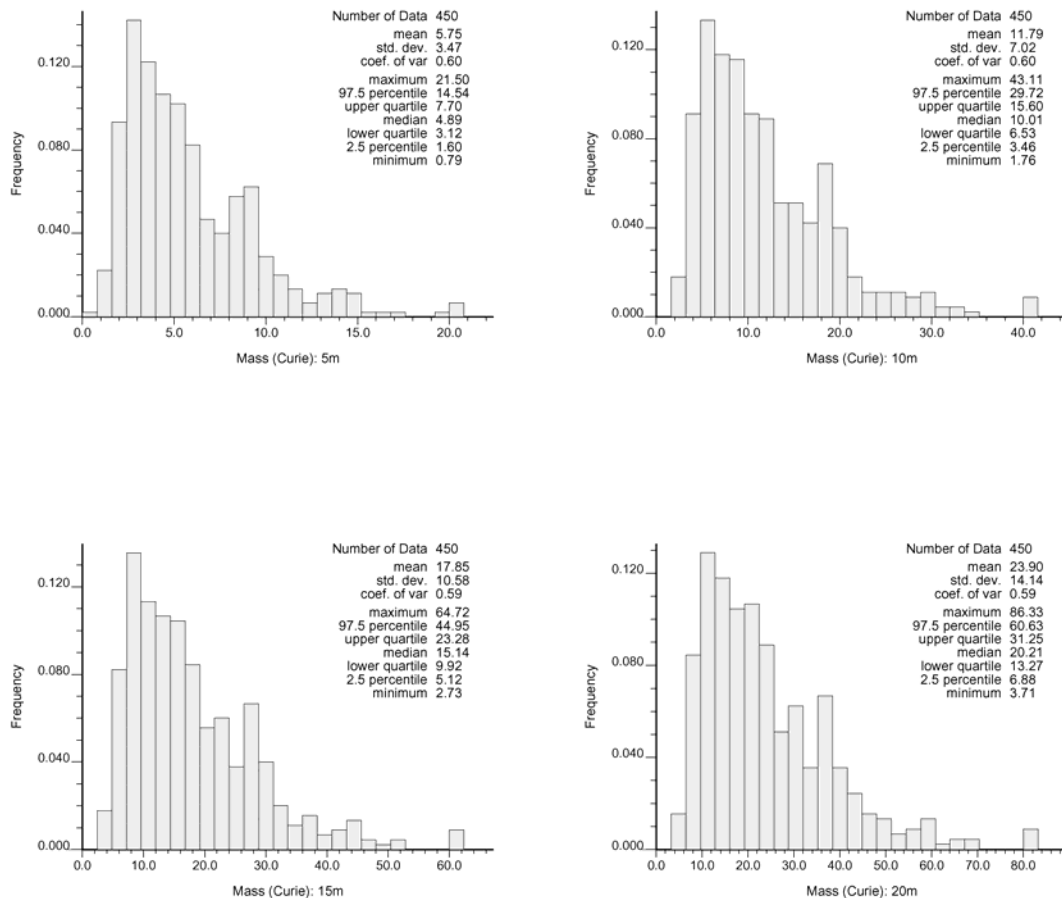 Number of Data 450
mean 5.75
std. dev. 3.47
coef. of var 0.60
maximum 21.50
97.5 percentile 14.54
upper quartile 7.70
median 4.89
lower quartile 3.12
2.5 percentile 1.60
minimum 0.79
Frequency
0.120
0.080
0.040
0.000
0.0 5.0 10.0 15.0 20.0
Mass (Curie): 5m
Number of Data 450
mean 11.79
std. dev. 7.02
coef. of var 0.60
maximum 43.11
97.5 percentile 29.72
upper quartile 15.60
median 10.01
lower quartile 6.53
2.5 percentile 3.46
minimum 1.76
Frequency
0.120
0.080
0.040
0.000
0.0 10.0 20.0 30.0 40.0
Mass (Curie): 10m
Number of Data 450
mean 17.85
std. dev. 10.58
coef. of var 0.59
maximum 64.72
97.5 percentile 44.95
upper quartile 23.28
median 15.14
lower quartile 9.92
2.5 percentile 5.12
minimum 2.73
Frequency
0.120
0.080
0.040
0.000
0.0 10.0 20.0 30.0 40.0 50.0 60.0
Mass (Curie): 15m
Number of Data 450
mean 23.90
std. dev. 14.14
coef. of var 0.59
maximum 86.33
97.5 percentile 60.63
upper quartile 31.25
median 20.21
lower quartile 13.27
2.5 percentile 6.88
minimum 3.71
Frequency
0.120
0.080
0.040
0.000
0.0 10.0 20.0 30.0 40.0 50.0 60.0 70.0 80.0
Mass (Curie): 20m